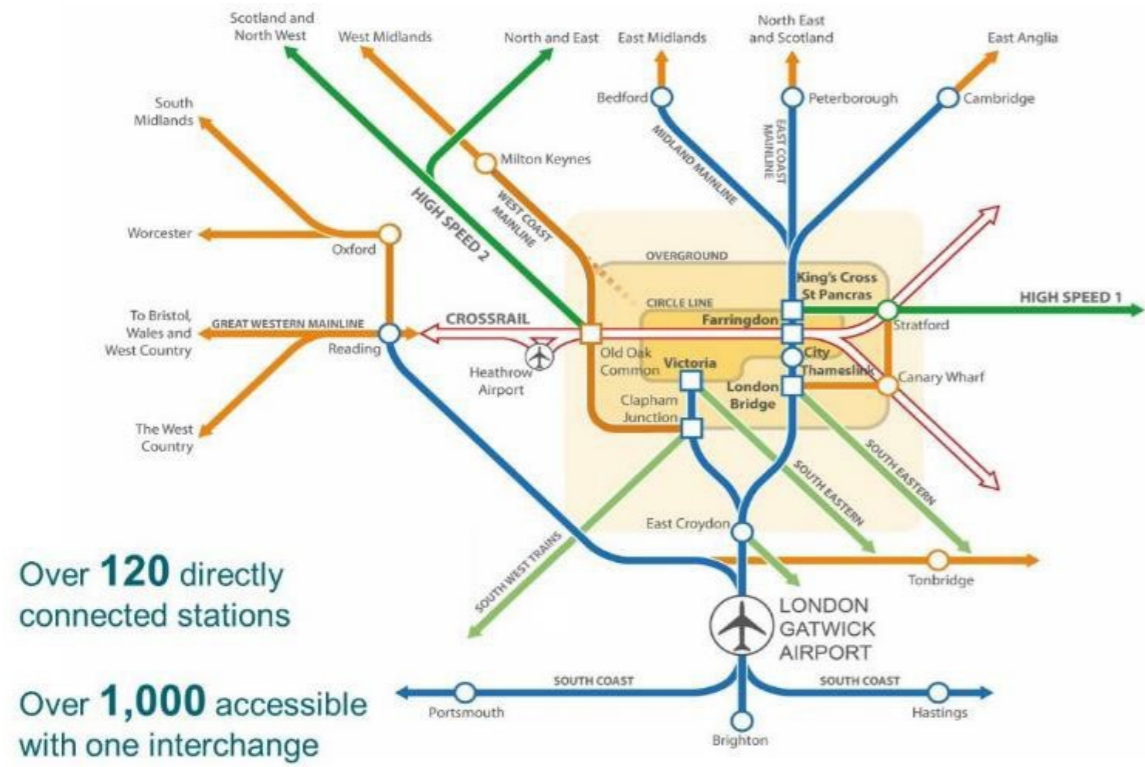 Scotland and
North West
West Midlands
North and East
East Midlands
North East
and Scotland
East Anglia
South
Midlands
Bedford
Peterborough
Cambridge
MIDLAND MAINLINE
EAST COAST
MAINLINE
Milton Keynes
WEST COAST
MAINLINE
HIGH SPEED 2
Worcester
Oxford
OVERGROUND
King's Cross
St Pancras
CIRCLE LINE
HIGH SPEED 1
To Bristol,
Wales and
West Country
GREAT WESTERN MAINLINE
Reading
CROSSRAIL
Farringdon
Stratford
Heathrow
Airport
Old Oak
Common
Victoria
City
Thameslink
Canary Wharf
London
Bridge
Clapham
Junction
The West
Country
SOUTH EASTERN
SOUTH EASTERN
East Croydon
SOUTH WEST TRAINS
Tonbridge
Over 120 directly
connected stations
LONDON
GATWICK
AIRPORT
Over 1,000 accessible
with one interchange
SOUTH COAST
SOUTH COAST
Portsmouth
Hastings
Brighton